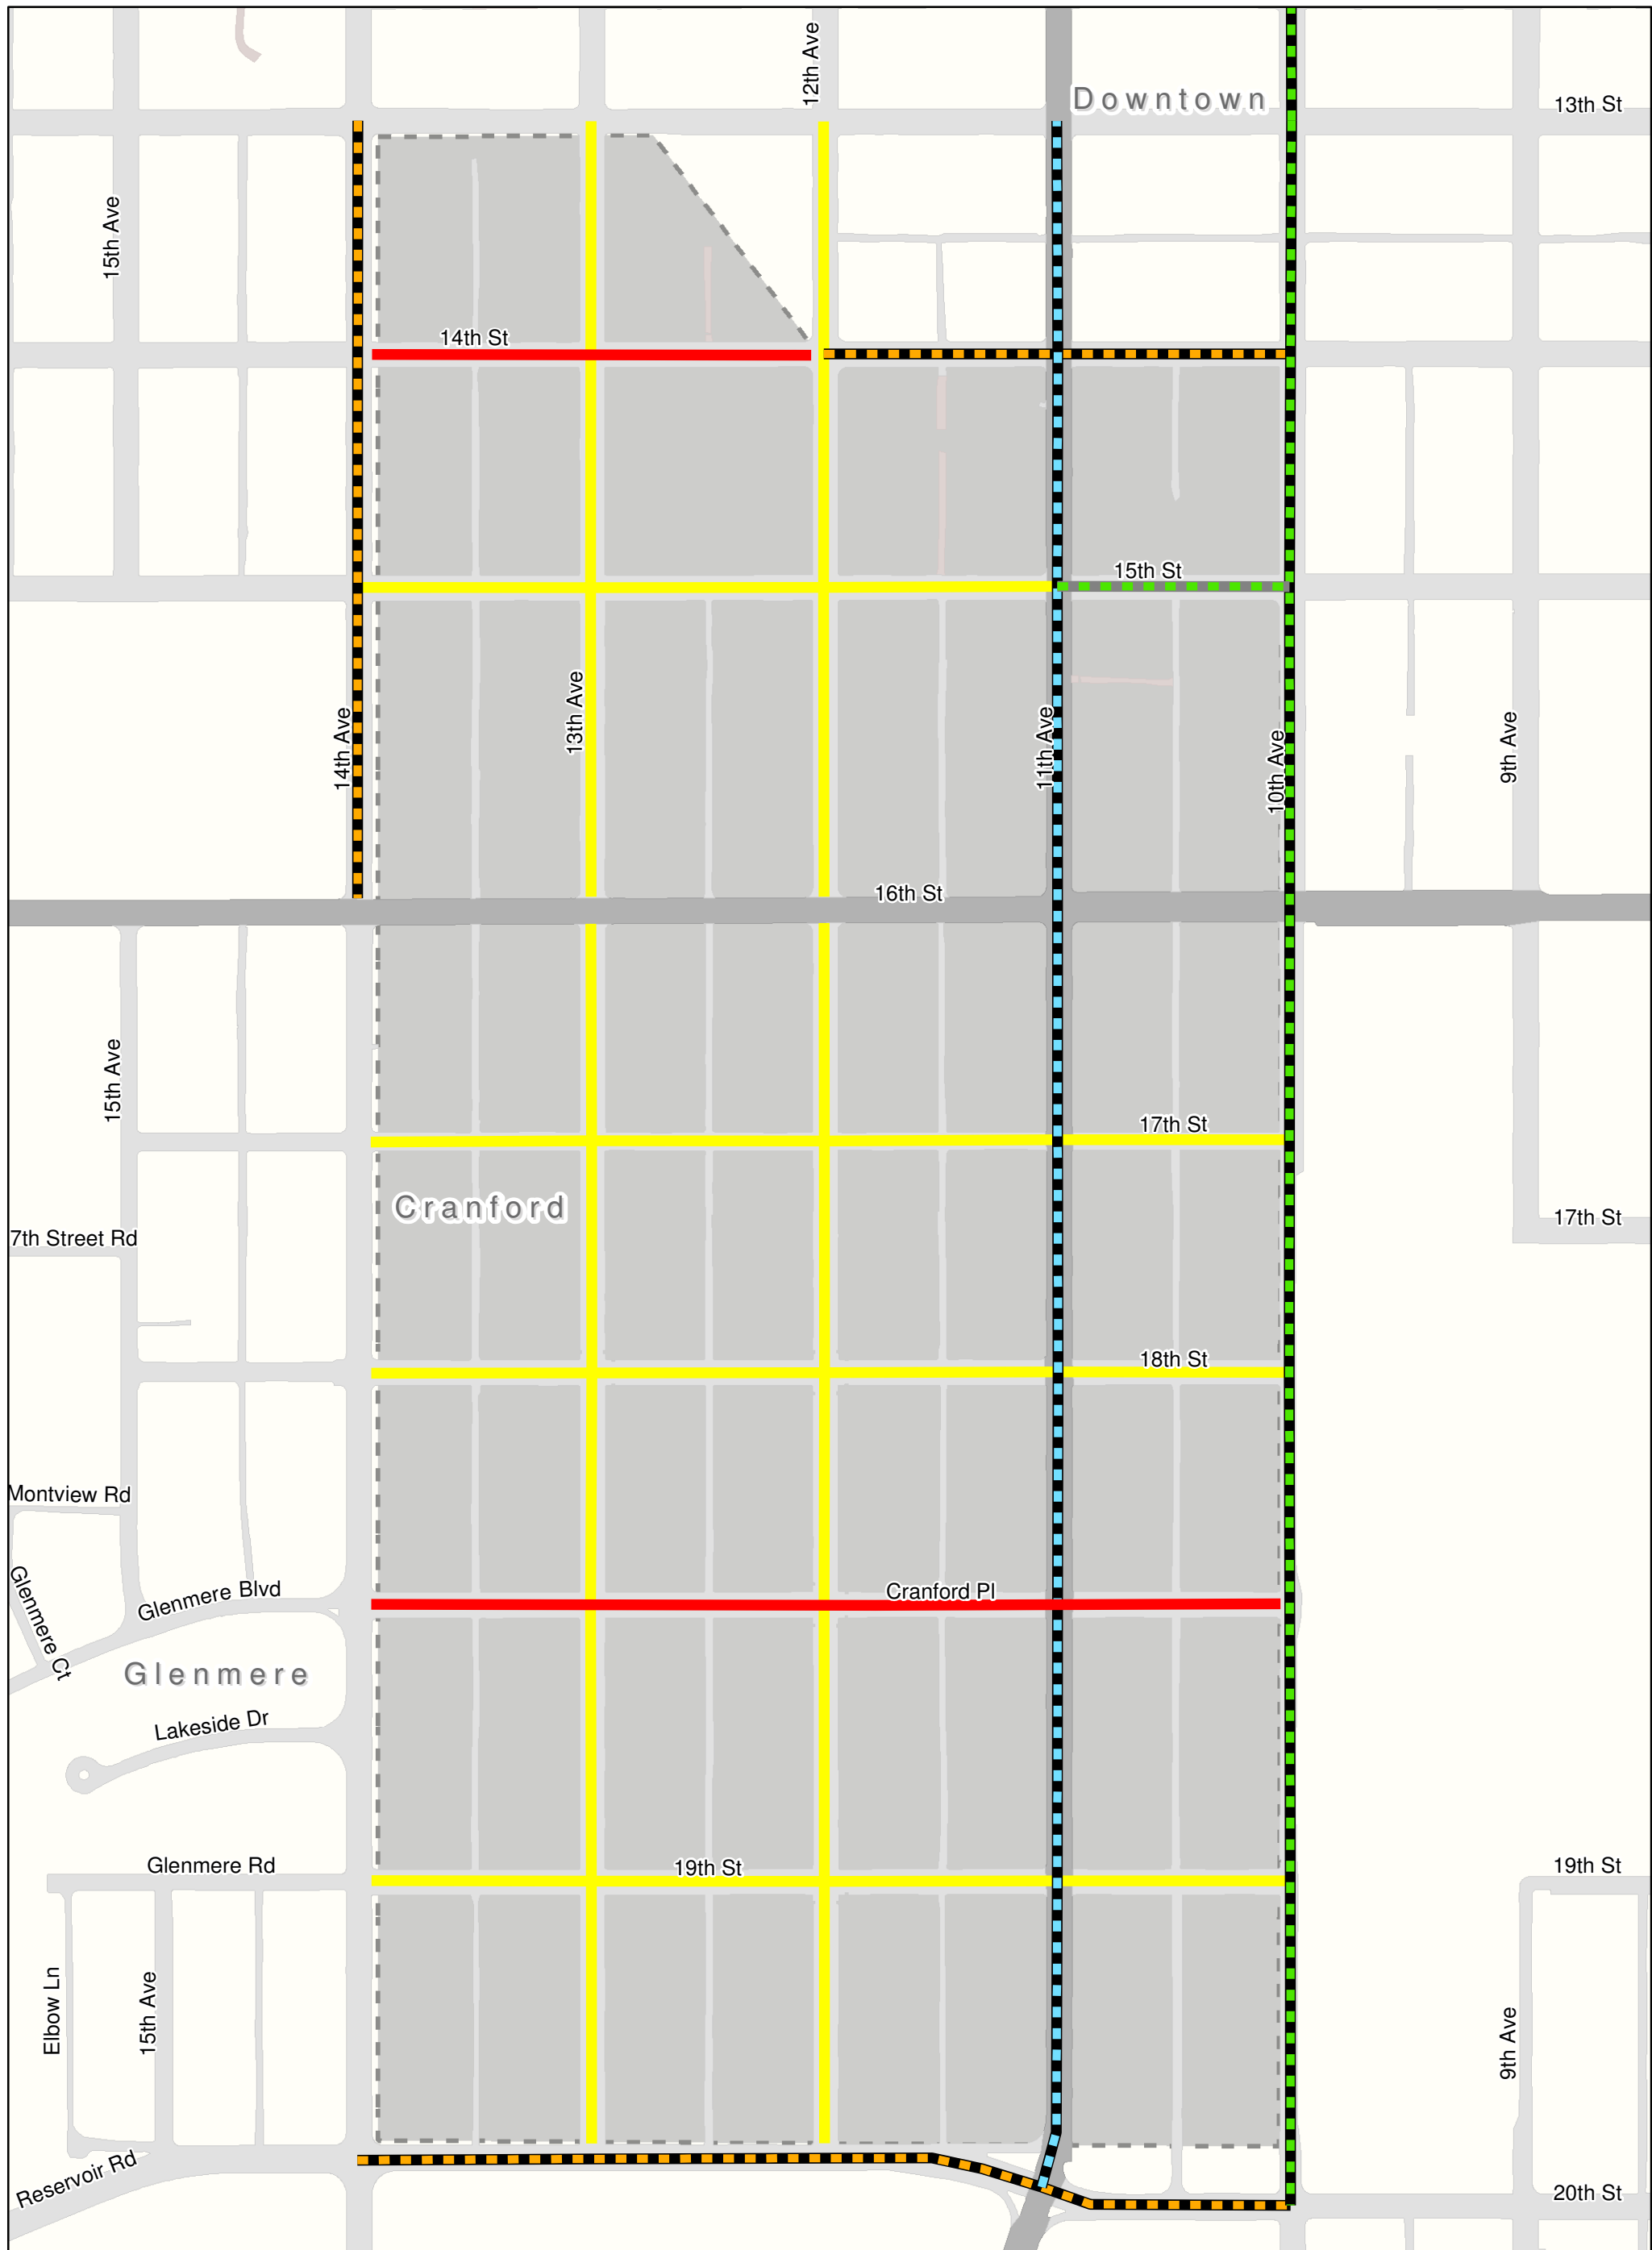 12th Ave
Downtown
13th St
15th Ave
14th St
15th St
14th Ave
13th Ave
11th Ave
10th Ave
9th Ave
16th St
15th Ave
17th St
Cranford
7th Street Rd
17th St
18th St
Montview Rd
Glenmere Ct
Glenmere Blvd
Cranford Pl
Glenmere
Lakeside Dr
Glenmere Rd
19th St
19th St
Elbow Ln
15th Ave
9th Ave
Reservoir Rd
20th St